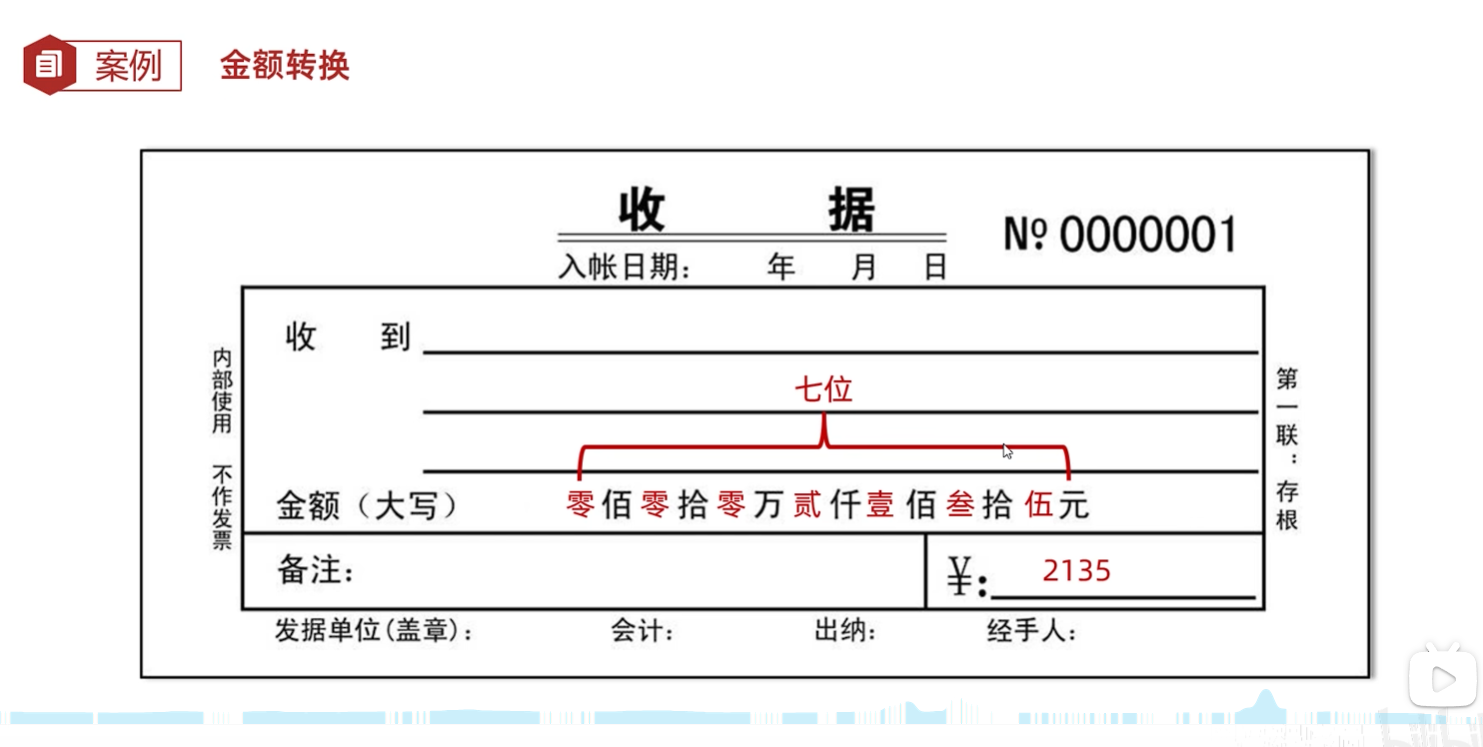 案例 金额转换
收 据
№ 0000001
入帐日期： 年 月 日
收 到
七位
金额（大写） 零佰零拾零万贰仟壹佰叁拾伍元
备注：
¥： 2135
发据单位(盖章)： 会计： 出纳： 经手人：
内部使用 不作发票
第一联：存根